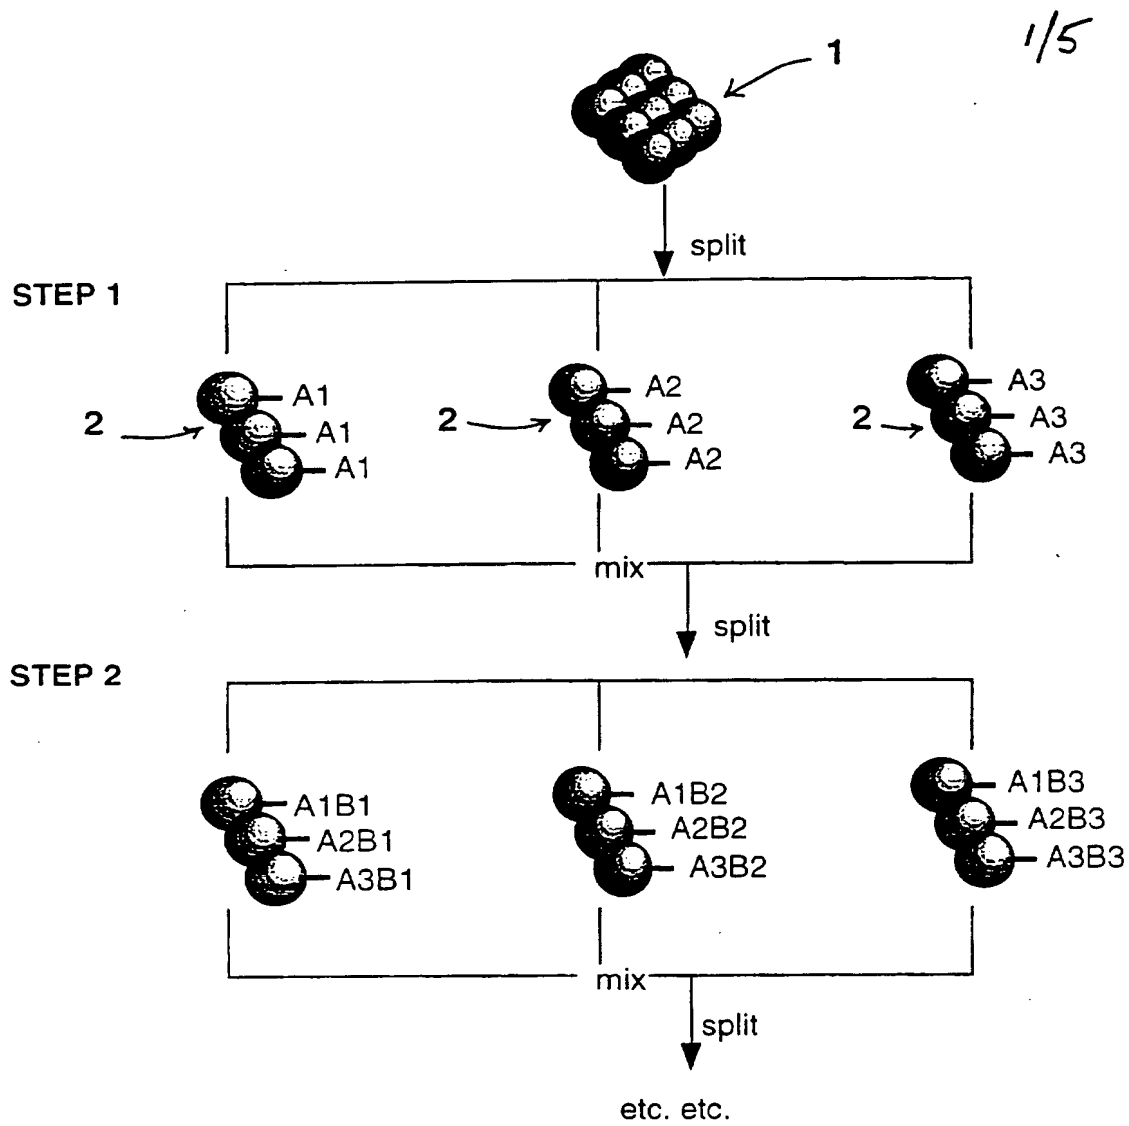 1/5
1
split
STEP 1
A1 A2 A3
2 A1 2 A2 2 A3
A1 A2 A3
mix
split
STEP 2
A1B1 A1B2 A1B3
A2B1 A2B2 A2B3
A3B1 A3B2 A3B3
mix
split
etc. etc.